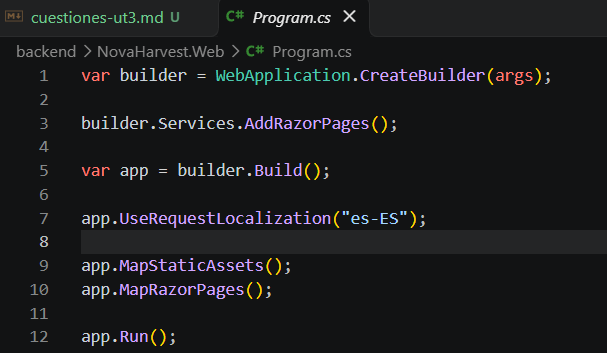 cuestiones-ut3.md U
Program.cs
backend > NovaHarvest.Web > Program.cs
1 var builder = WebApplication.CreateBuilder(args);
2
3 builder.Services.AddRazorPages();
4
5 var app = builder.Build();
6
7 app.UseRequestLocalization("es-ES");
8
9 app.MapStaticAssets();
10 app.MapRazorPages();
11
12 app.Run();